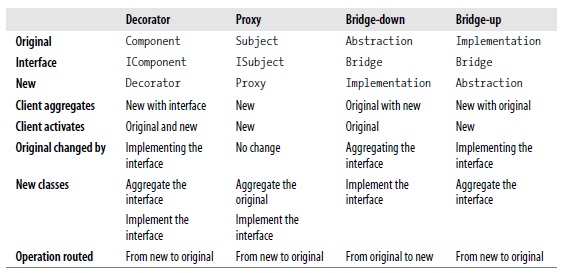 Decorator Proxy Bridge-down Bridge-up
Original Component Subject Abstraction Implementation
Interface IComponent ISubject Bridge Bridge
New Decorator Proxy Implementation Abstraction
Client aggregates New with interface New Original with new New with original
Client activates Original and new New Original New
Original changed by Implementing the No change Aggregating the Implementing the
interface interface interface
New classes Aggregate the Aggregate the Implement the Aggregate the
interface original interface interface
Implement the Implement the
interface interface
Operation routed From new to original From new to original From original to new From new to original